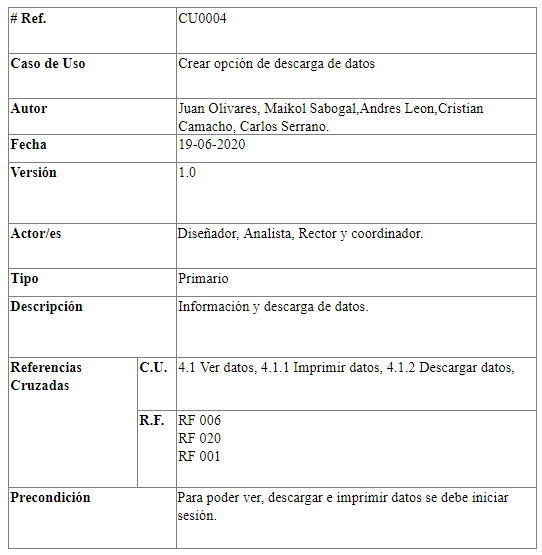 # Ref. CU0004
Caso de Uso Crear opción de descarga de datos
Autor Juan Olivares, Maikol Sabogal,Andres Leon,Cristian
Camacho, Carlos Serrano.
Fecha 19-06-2020
Versión 1.0
Actor/es Diseñador, Analista, Rector y coordinador.
Tipo Primario
Descripción Información y descarga de datos.
Referencias C.U. 4.1 Ver datos, 4.1.1 Imprimir datos, 4.1.2 Descargar datos,
Cruzadas
R.F. RF 006
RF 020
RF 001
Precondición Para poder ver, descargar e imprimir datos se debe iniciar
sesión.